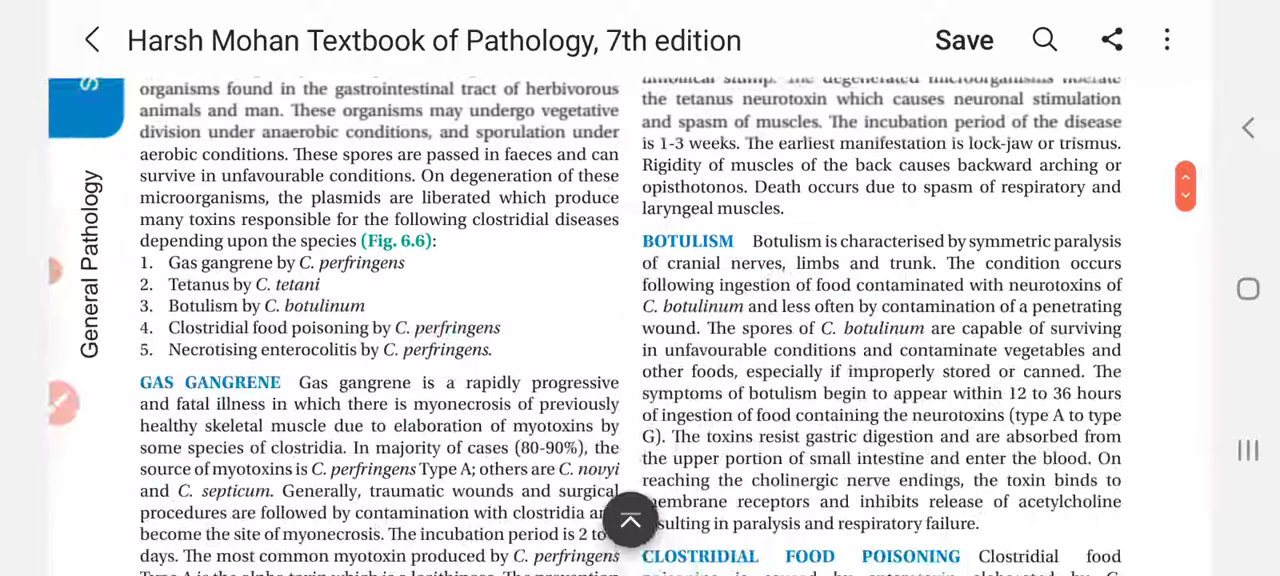 Harsh Mohan Textbook of Pathology, 7th edition
Save
General Pathology
organisms found in the gastrointestinal tract of herbivorous
animals and man. These organisms may undergo vegetative
division under anaerobic conditions, and sporulation under
aerobic conditions. These spores are passed in faeces and can
survive in unfavourable conditions. On degeneration of these
microorganisms, the plasmids are liberated which produce
many toxins responsible for the following clostridial diseases
depending upon the species (Fig. 6.6):
1. Gas gangrene by C. perfringens
2. Tetanus by C. tetani
3. Botulism by C. botulinum
4. Clostridial food poisoning by C. perfringens
5. Necrotising enterocolitis by C. perfringens.
GAS GANGRENE Gas gangrene is a rapidly progressive
and fatal illness in which there is myonecrosis of previously
healthy skeletal muscle due to elaboration of myotoxins by
some species of clostridia. In majority of cases (80-90%), the
source of myotoxins is C. perfringens Type A; others are C. novyi
and C. septicum. Generally, traumatic wounds and surgical
procedures are followed by contamination with clostridia
become the site of myonecrosis. The incubation period is 2 to
days. The most common myotoxin produced by C. perfringens
the tetanus neurotoxin which causes neuronal stimulation
and spasm of muscles. The incubation period of the disease
is 1-3 weeks. The earliest manifestation is lock-jaw or trismus.
Rigidity of muscles of the back causes backward arching or
opisthotonos. Death occurs due to spasm of respiratory and
laryngeal muscles.
BOTULISM Botulism is characterised by symmetric paralysis
of cranial nerves, limbs and trunk. The condition occurs
following ingestion of food contaminated with neurotoxins of
C. botulinum and less often by contamination of a penetrating
wound. The spores of C. botulinum are capable of surviving
in unfavourable conditions and contaminate vegetables and
other foods, especially if improperly stored or canned. The
symptoms of botulism begin to appear within 12 to 36 hours
of ingestion of food containing the neurotoxins (type A to type
G). The toxins resist gastric digestion and are absorbed from
the upper portion of small intestine and enter the blood. On
reaching the cholinergic nerve endings, the toxin binds to
membrane receptors and inhibits release of acetylcholine
resulting in paralysis and respiratory failure.
CLOSTRIDIAL FOOD POISONING Clostridial food